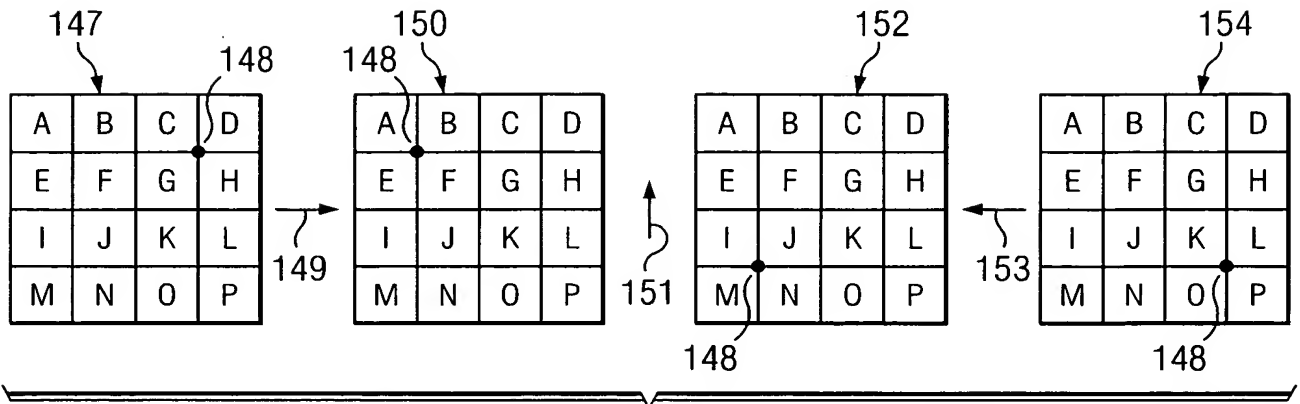 147 150 152 154
148 148
A B C D A B C D A B C D A B C D
E F G H E F G H E F G H E F G H
I J K L I J K L I J K L I J K L
149 151 153
M N O P M N O P M N O P M N O P
148 148